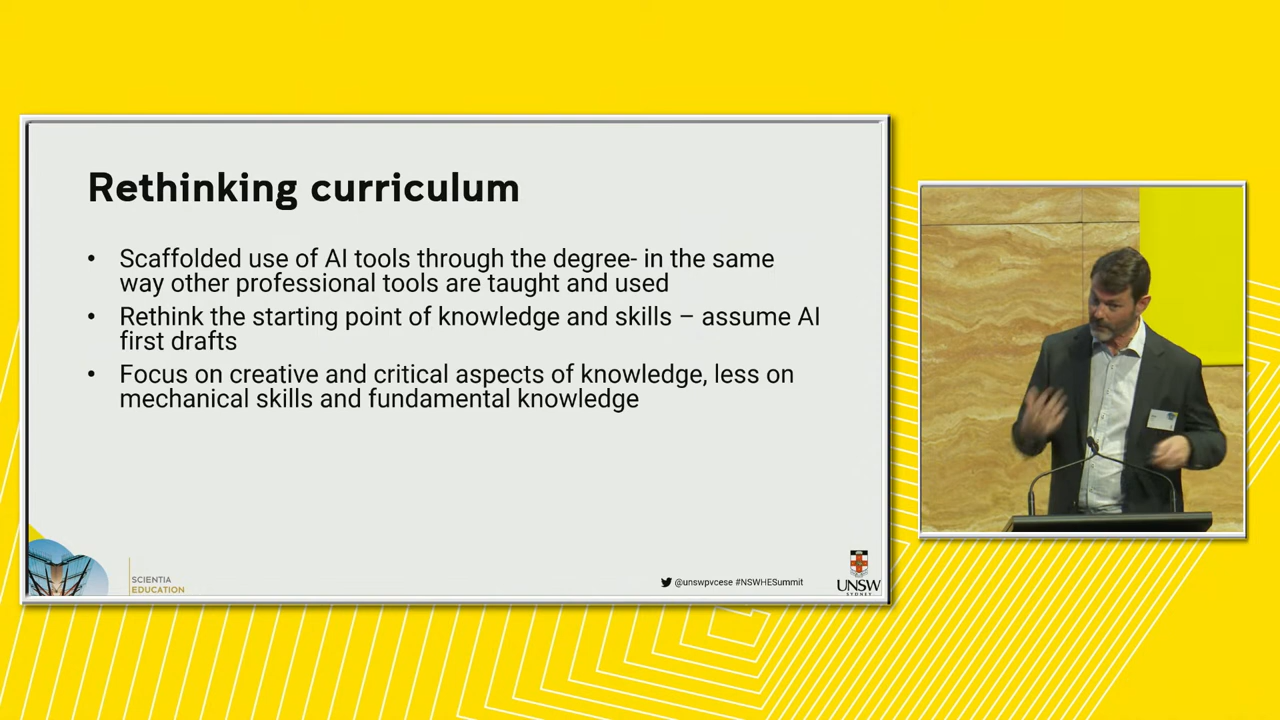 Rethinking curriculum
• Scaffolded use of AI tools through the degree- in the same
way other professional tools are taught and used
• Rethink the starting point of knowledge and skills – assume AI
first drafts
• Focus on creative and critical aspects of knowledge, less on
mechanical skills and fundamental knowledge
SCIENTIA
EDUCATION
@unswpvcese #NSWHESummit
UNSW
SYDNEY